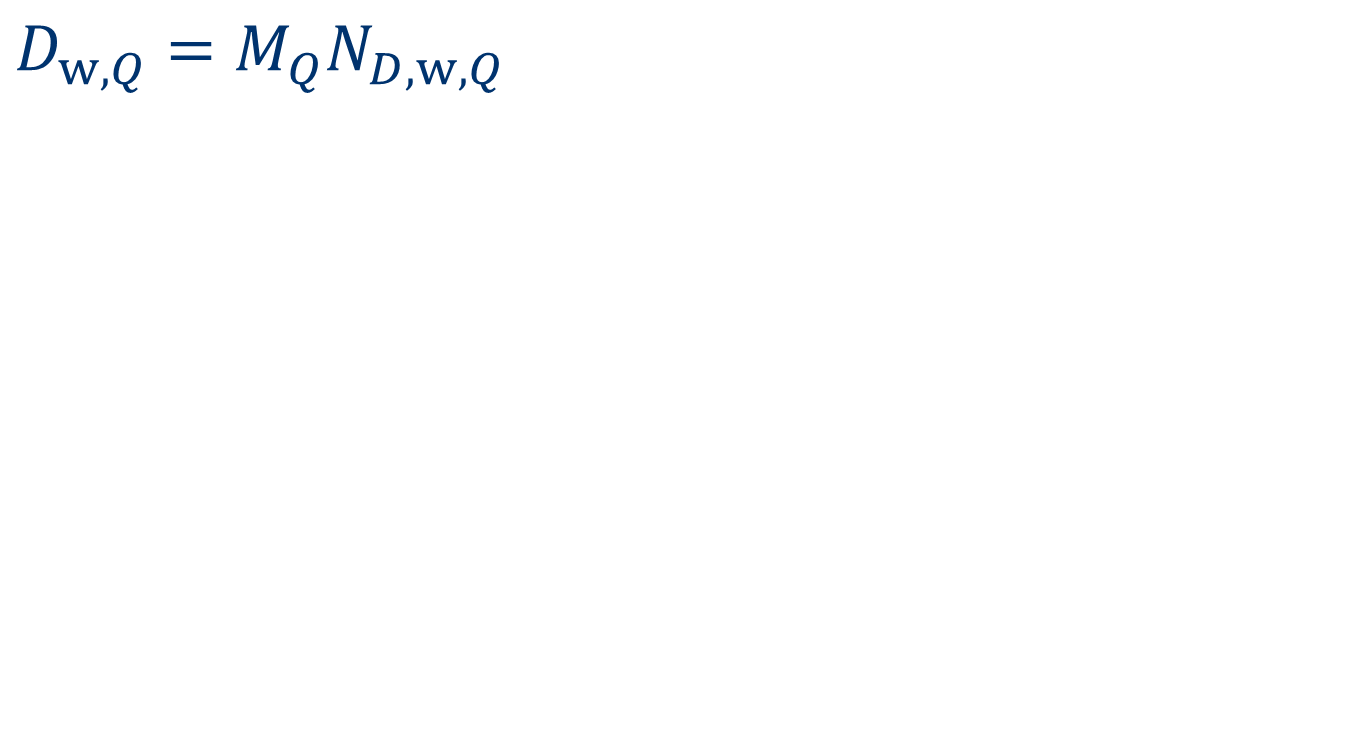 D_{w,Q} = M_Q N_{D,w,Q}